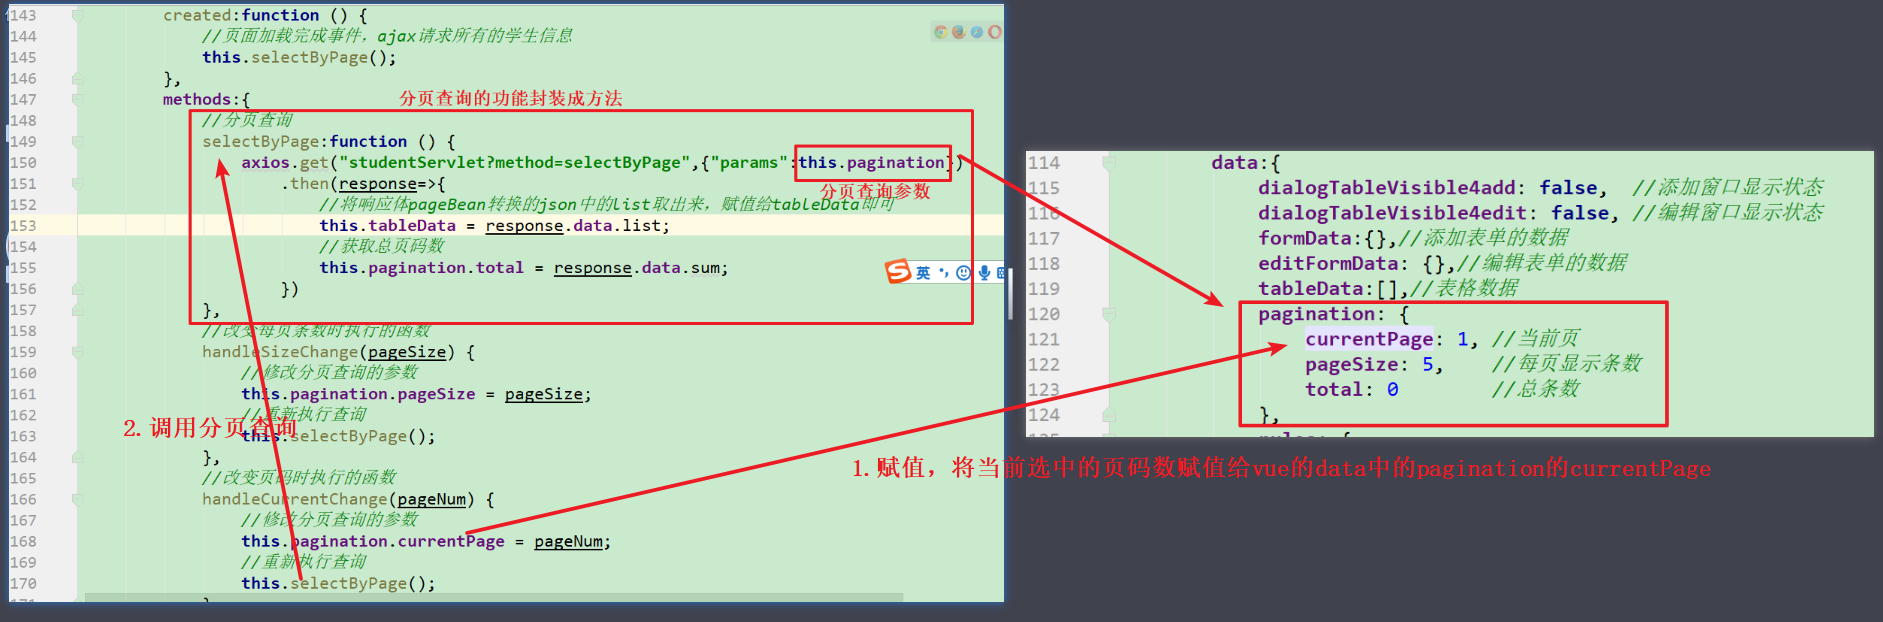 143 created:function () {
144 //页面加载完成事件，ajax请求所有的学生信息
145 this.selectByPage();
146 },
147 methods:{
分页查询的功能封装成方法
148 //分页查询
149 selectByPage:function () {
150 axios.get("studentServlet?method=selectByPage",{"params":this.pagination})
151 .then(response=>{
分页查询参数
152 //将响应体pageBean转换的json中的list取出来，赋值给tableData即可
153 this.tableData = response.data.list;
154 //获取总页码数
155 this.pagination.total = response.data.sum;
英
156 })
157 },
158 //改变每页条数时执行的函数
159 handleSizeChange(pageSize) {
160 //修改分页查询的参数
161 this.pagination.pageSize = pageSize;
162 //重新执行查询
2.调用分页查询
163 this.selectByPage();
164 },
165 //改变页码时执行的函数
166 handleCurrentChange(pageNum) {
167 //修改分页查询的参数
168 this.pagination.currentPage = pageNum;
169 //重新执行查询
170 this.selectByPage();
114 data:{
115 dialogTableVisible4add: false, //添加窗口显示状态
116 dialogTableVisible4edit: false, //编辑窗口显示状态
117 formData:{},//添加表单的数据
118 editFormData: {},//编辑表单的数据
119 tableData:[],//表格数据
120 pagination: {
121 currentPage: 1, //当前页
122 pageSize: 5, //每页显示条数
123 total: 0 //总条数
124 },
1.赋值，将当前选中的页码数赋值给vue的data中的pagination的currentPage